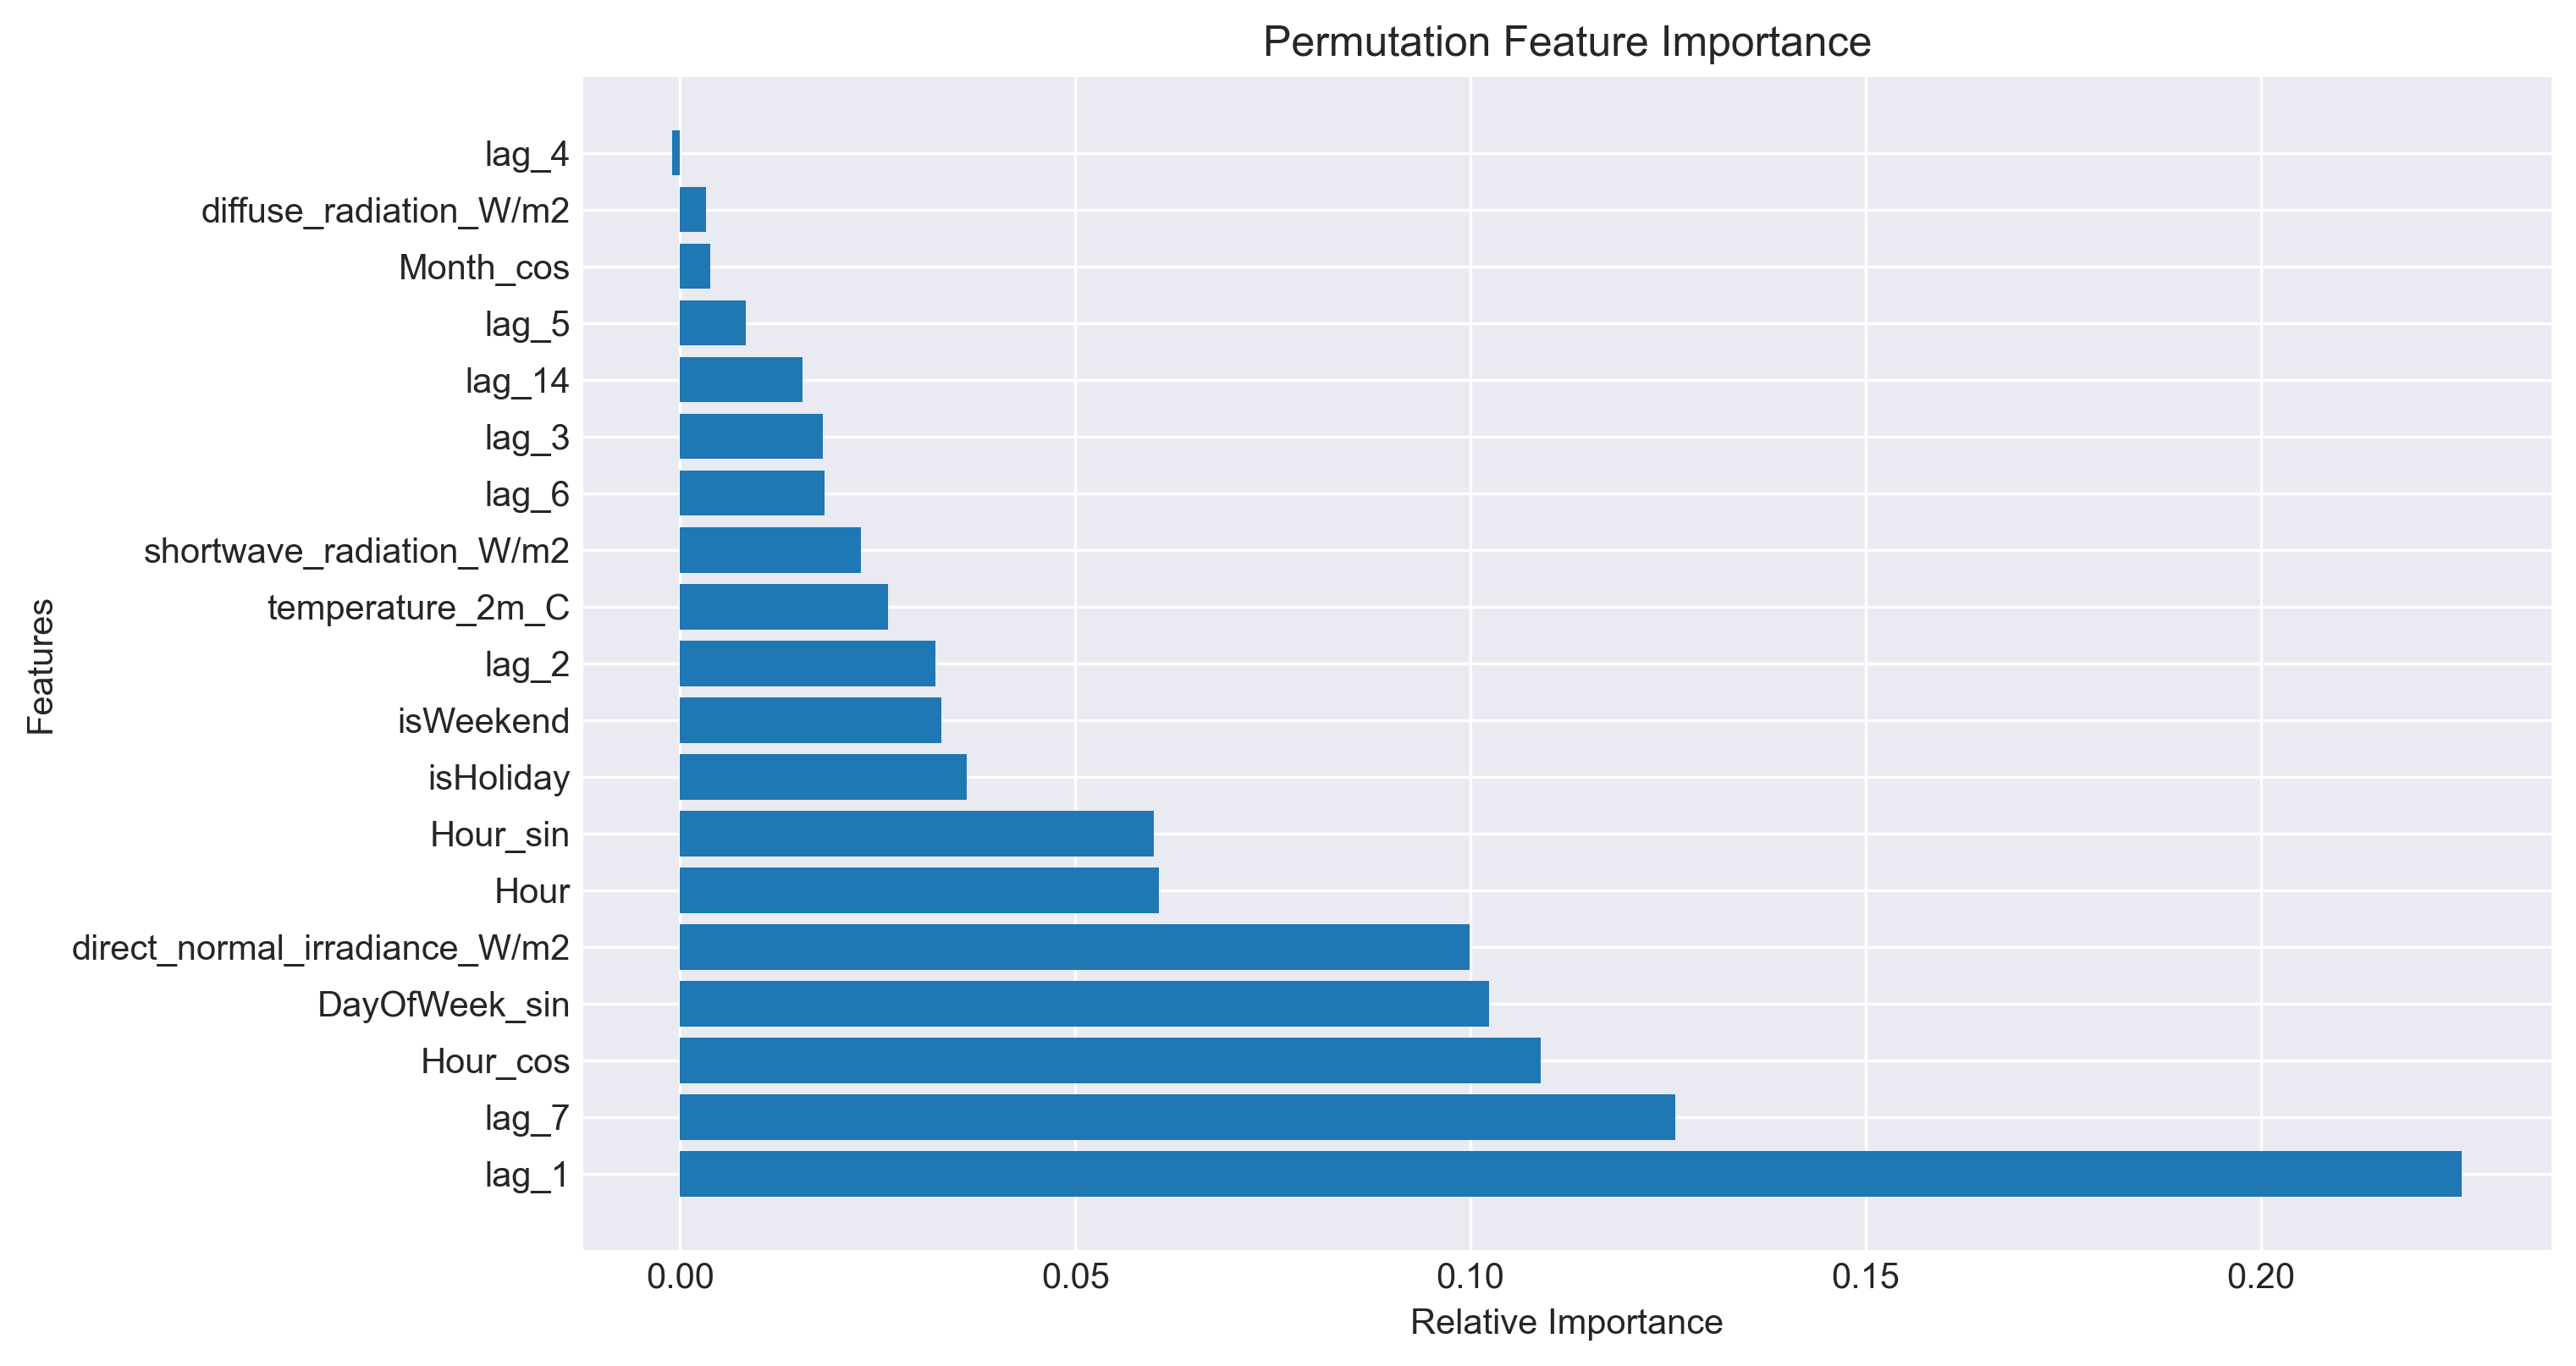 Permutation Feature Importance
lag_4
diffuse_radiation_W/m2
Month_cos
lag_5
lag_14
lag_3
lag_6
shortwave_radiation_W/m2
temperature_2m_C
lag_2
isWeekend
isHoliday
Hour_sin
Hour
direct_normal_irradiance_W/m2
DayOfWeek_sin
Hour_cos
lag_7
lag_1
Features
0.00 0.05 0.10 0.15 0.20
Relative Importance